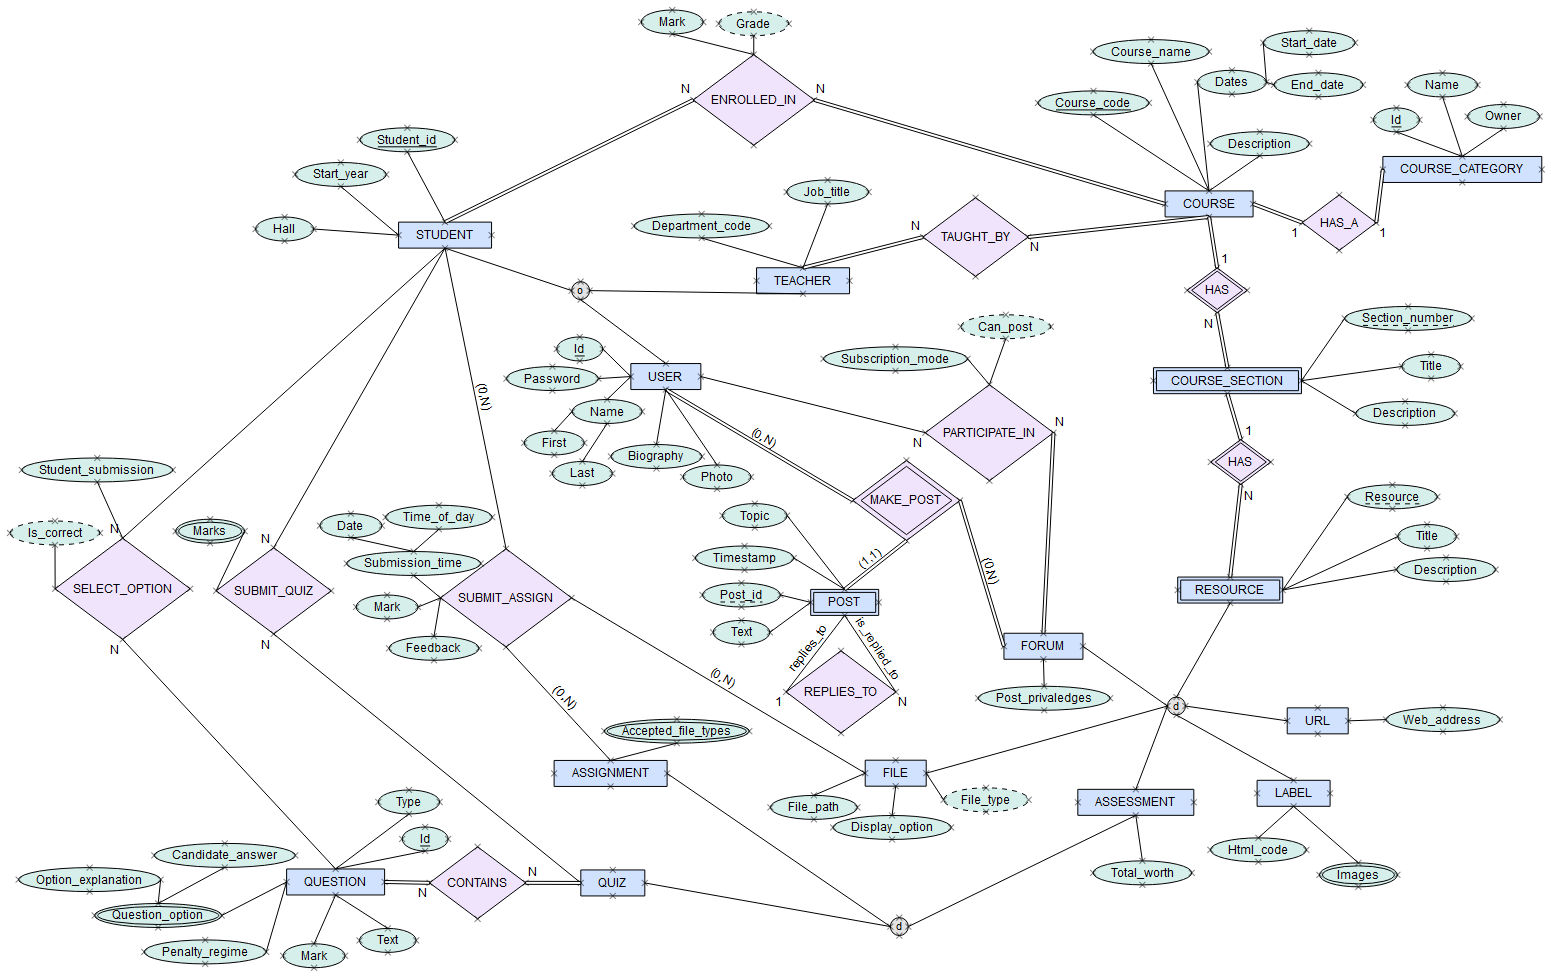 Mark
Grade
N
ENROLLED_IN
N
Course_name
Start_date
Dates
End_date
Name
Course_code
Id
Owner
Description
COURSE_CATEGORY
Student_id
Start_year
Hall
STUDENT
Job_title
Department_code
TEACHER
N
TAUGHT_BY
N
COURSE
1
HAS_A
1
1
HAS
N
o
Id
Password
USER
Name
First
Last
Biography
Photo
Can_post
Subscription_mode
N
PARTICIPATE_IN
N
Section_number
COURSE_SECTION
Title
Description
1
HAS
N
(0,N)
(0,N)
MAKE_POST
(1,1)
(0,N)
Student_submission
Is_correct
N
SELECT_OPTION
N
Marks
N
SUBMIT_QUIZ
N
Date
Time_of_day
Submission_time
Mark
Feedback
SUBMIT_ASSIGN
(0,N)
(0,N)
Topic
Timestamp
Post_id
Text
POST
replies_to
is_replied_to
1
REPLIES_TO
N
FORUM
Post_privaledges
Resource
Title
Description
RESOURCE
d
URL
Web_address
Accepted_file_types
ASSIGNMENT
FILE
File_path
Display_option
File_type
ASSESSMENT
Total_worth
LABEL
Html_code
Images
Type
Id
Candidate_answer
Option_explanation
Question_option
Penalty_regime
Mark
Text
QUESTION
N
CONTAINS
N
QUIZ
d